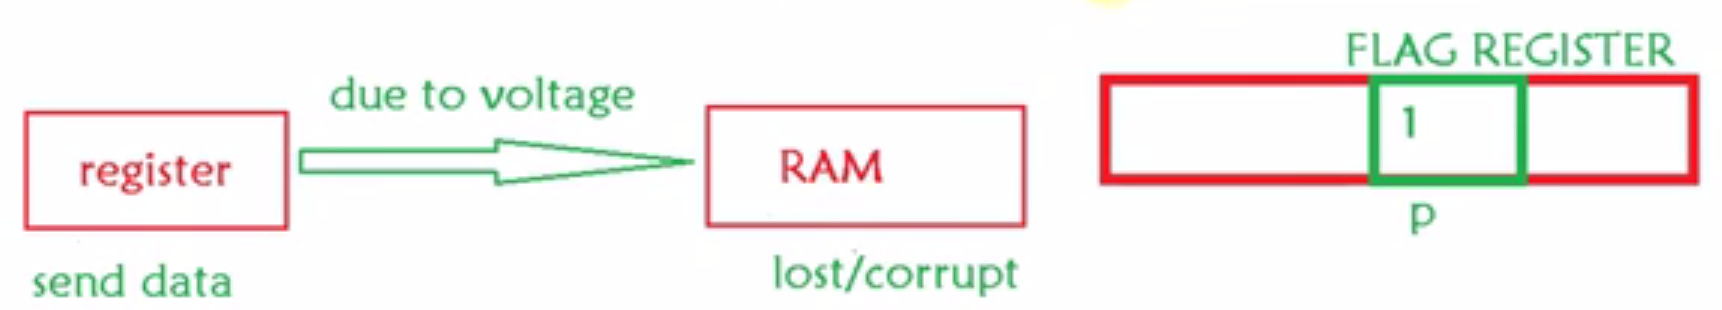 due to voltage
register
RAM
send data
lost/corrupt
FLAG REGISTER
1
p